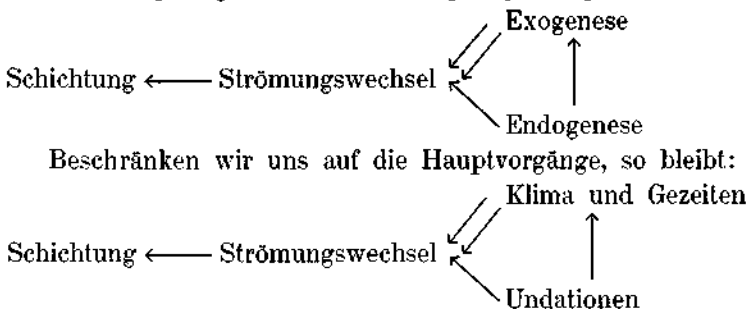 Exogenese
Schichtung ← Strömungswechsel
Endogenese
Beschränken wir uns auf die Hauptvorgänge, so bleibt:
Klima und Gezeiten
Schichtung ← Strömungswechsel
Undationen